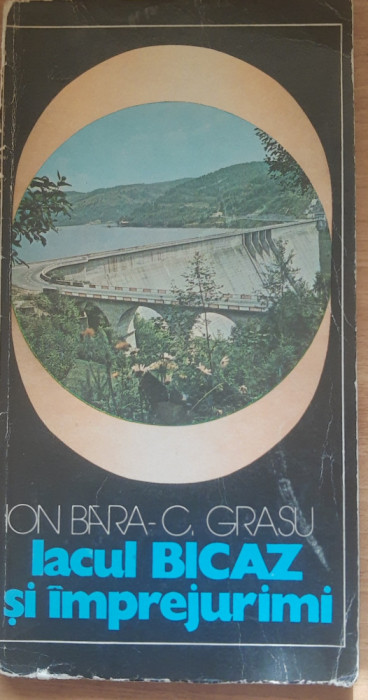 ION BARA-C. GRASU
lacul BICAZ
și împrejurimi